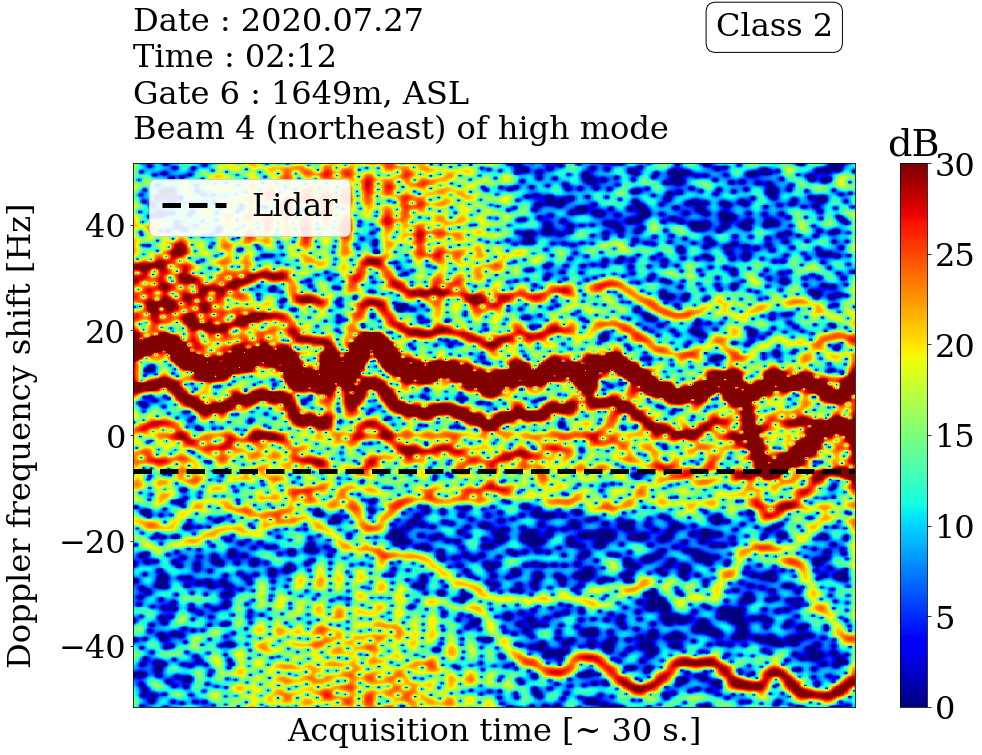 Date : 2020.07.27
Class 2
Time : 02:12
Gate 6 : 1649m, ASL
Beam 4 (northeast) of high mode
dB
Lidar
Doppler frequency shift [Hz]
40
20
0
−20
−40
30
25
20
15
10
5
0
Acquisition time [~ 30 s.]